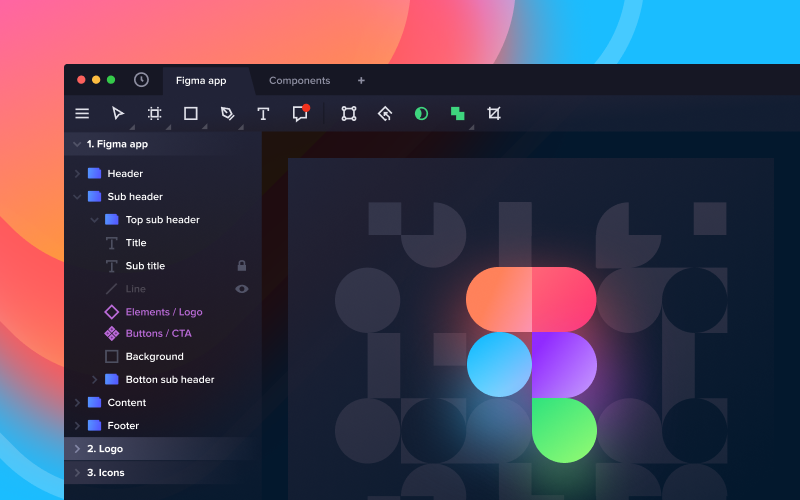 Figma app
Components
1. Figma app
Header
Sub header
Top sub header
Title
Sub title
Line
Elements / Logo
Buttons / CTA
Background
Botton sub header
Content
Footer
2. Logo
3. Icons